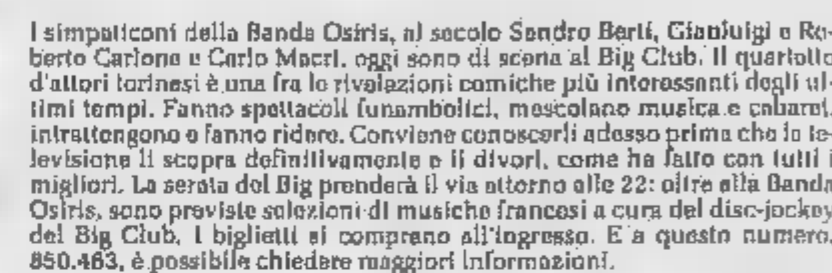 I simpaticoni della Banda Osiris, al secolo Sandro Berti, Gianluigi e Ro-
berto Carlone e Carlo Macrì, oggi sono di scena al Big Club. Il quartetto
d'attori torinesi è una fra le rivelazioni comiche più interessanti degli ul-
timi tempi. Fanno spettacoli funambolici, mescolano musica e cabaret,
intrattengono e fanno ridere. Conviene conoscerli adesso prima che la te-
levisione li scopra definitivamente e li divori, come ha fatto con tutti i
migliori. La serata del Big prenderà il via attorno alle 22: oltre alla Banda
Osiris, sono previste selezioni di musiche francesi a cura del disc-jockey
del Big Club. I biglietti si comprano all'ingresso. E a questo numero,
850.463, è possibile chiedere maggiori informazioni.